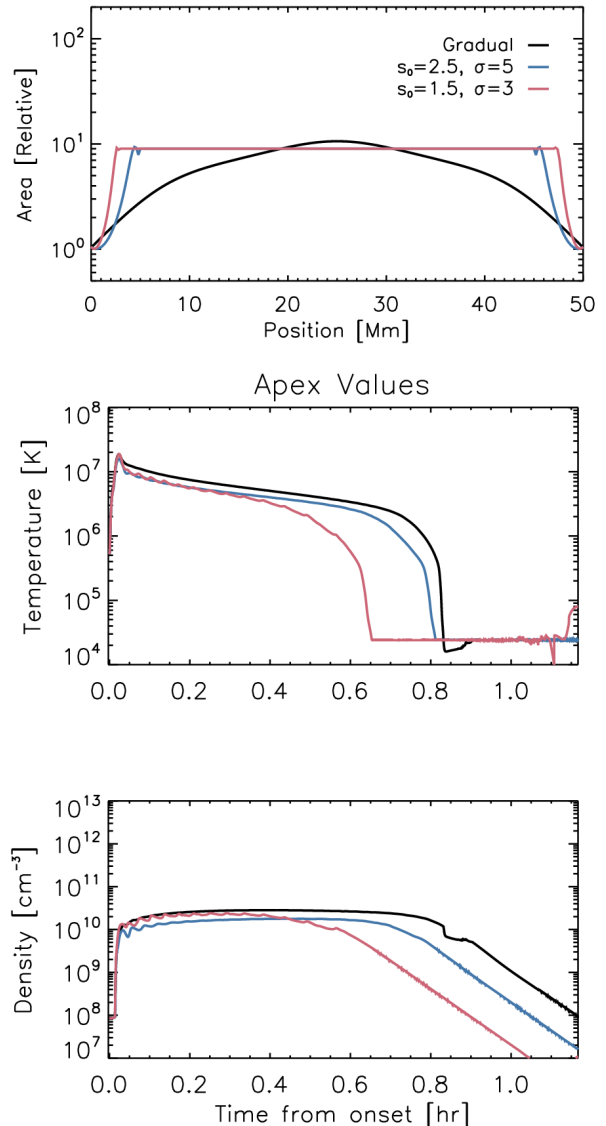 10²
10¹
10⁰
Area [Relative]
Gradual
s₀=2.5, σ=5
s₀=1.5, σ=3
0 10 20 30 40 50
Position [Mm]
Apex Values
10⁸
10⁷
10⁶
10⁵
10⁴
Temperature [K]
0.0 0.2 0.4 0.6 0.8 1.0
10¹³
10¹²
10¹¹
10¹⁰
10⁹
10⁸
10⁷
10⁶
Density [cm⁻³]
0.0 0.2 0.4 0.6 0.8 1.0
Time from onset [hr]